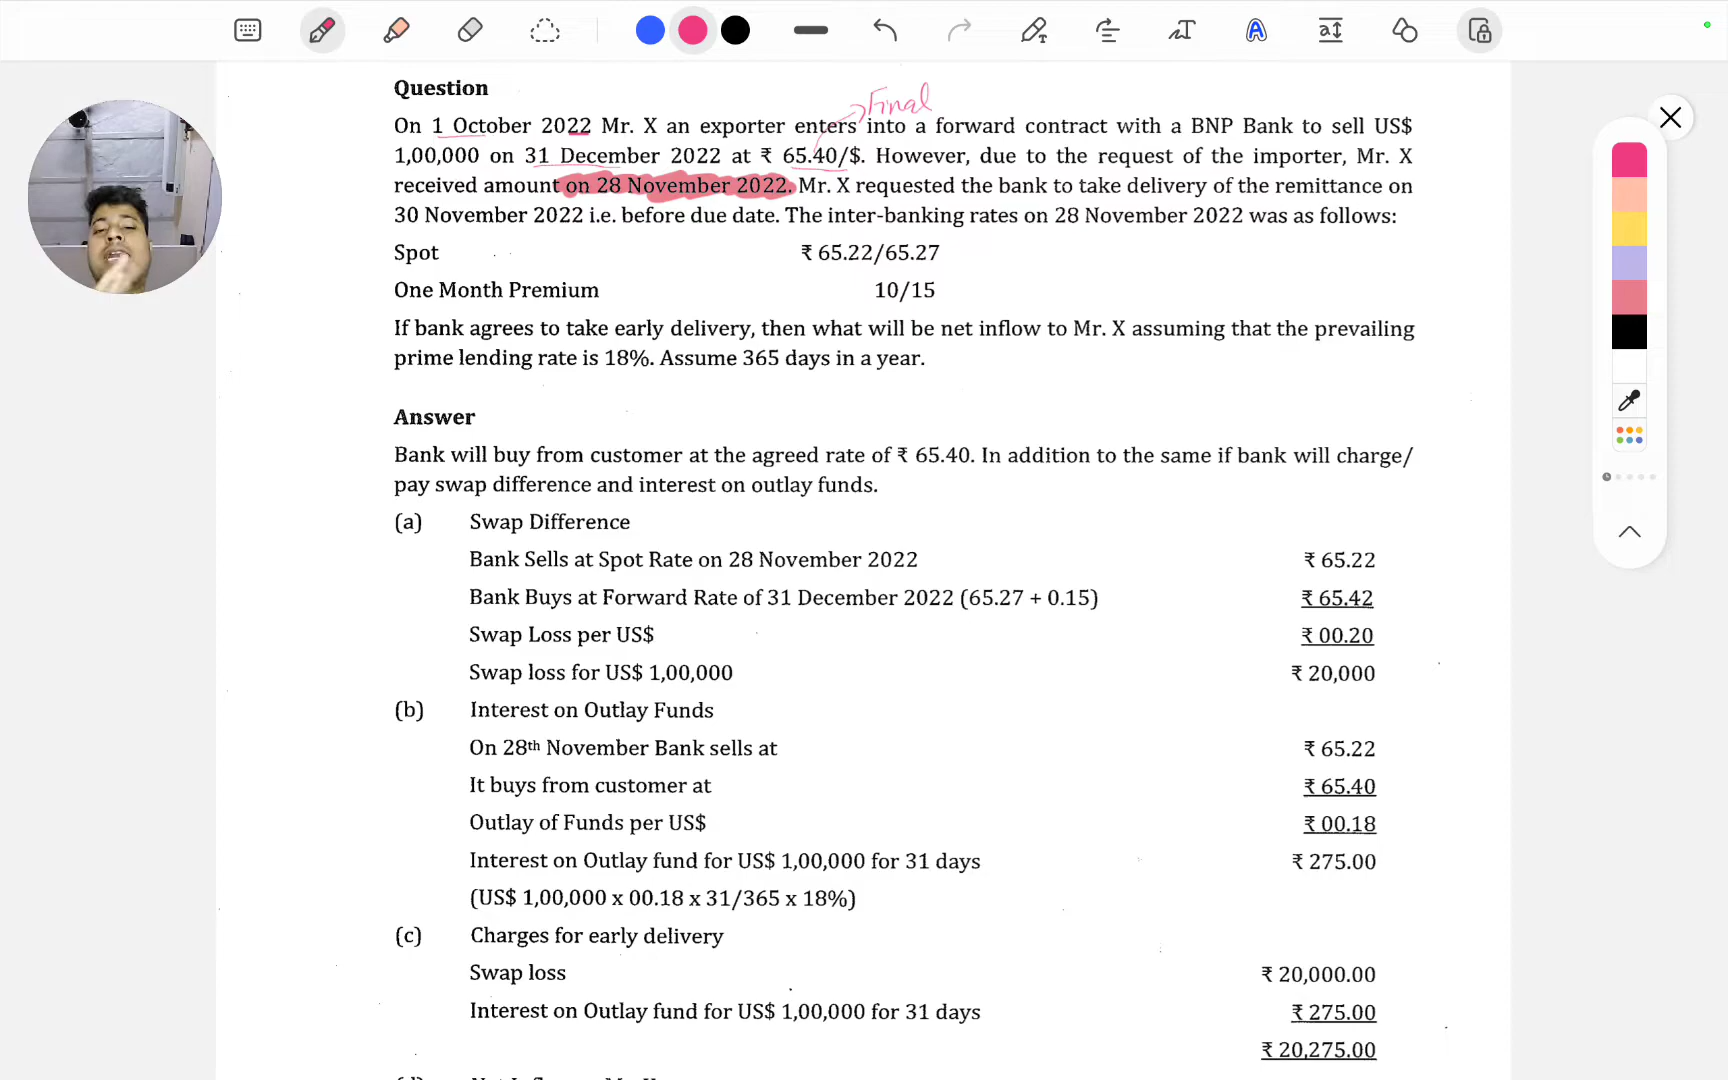 Question
Final
On 1 October 2022 Mr. X an exporter enters into a forward contract with a BNP Bank to sell US$
1,00,000 on 31 December 2022 at ₹ 65.40/$. However, due to the request of the importer, Mr. X
received amount on 28 November 2022. Mr. X requested the bank to take delivery of the remittance on
30 November 2022 i.e. before due date. The inter-banking rates on 28 November 2022 was as follows:
Spot ₹ 65.22/65.27
One Month Premium 10/15
If bank agrees to take early delivery, then what will be net inflow to Mr. X assuming that the prevailing
prime lending rate is 18%. Assume 365 days in a year.
Answer
Bank will buy from customer at the agreed rate of ₹ 65.40. In addition to the same if bank will charge/
pay swap difference and interest on outlay funds.
(a) Swap Difference
Bank Sells at Spot Rate on 28 November 2022 ₹ 65.22
Bank Buys at Forward Rate of 31 December 2022 (65.27 + 0.15) ₹ 65.42
Swap Loss per US$ ₹ 00.20
Swap loss for US$ 1,00,000 ₹ 20,000
(b) Interest on Outlay Funds
On 28th November Bank sells at ₹ 65.22
It buys from customer at ₹ 65.40
Outlay of Funds per US$ ₹ 00.18
Interest on Outlay fund for US$ 1,00,000 for 31 days ₹ 275.00
(US$ 1,00,000 x 00.18 x 31/365 x 18%)
(c) Charges for early delivery
Swap loss ₹ 20,000.00
Interest on Outlay fund for US$ 1,00,000 for 31 days ₹ 275.00
₹ 20,275.00